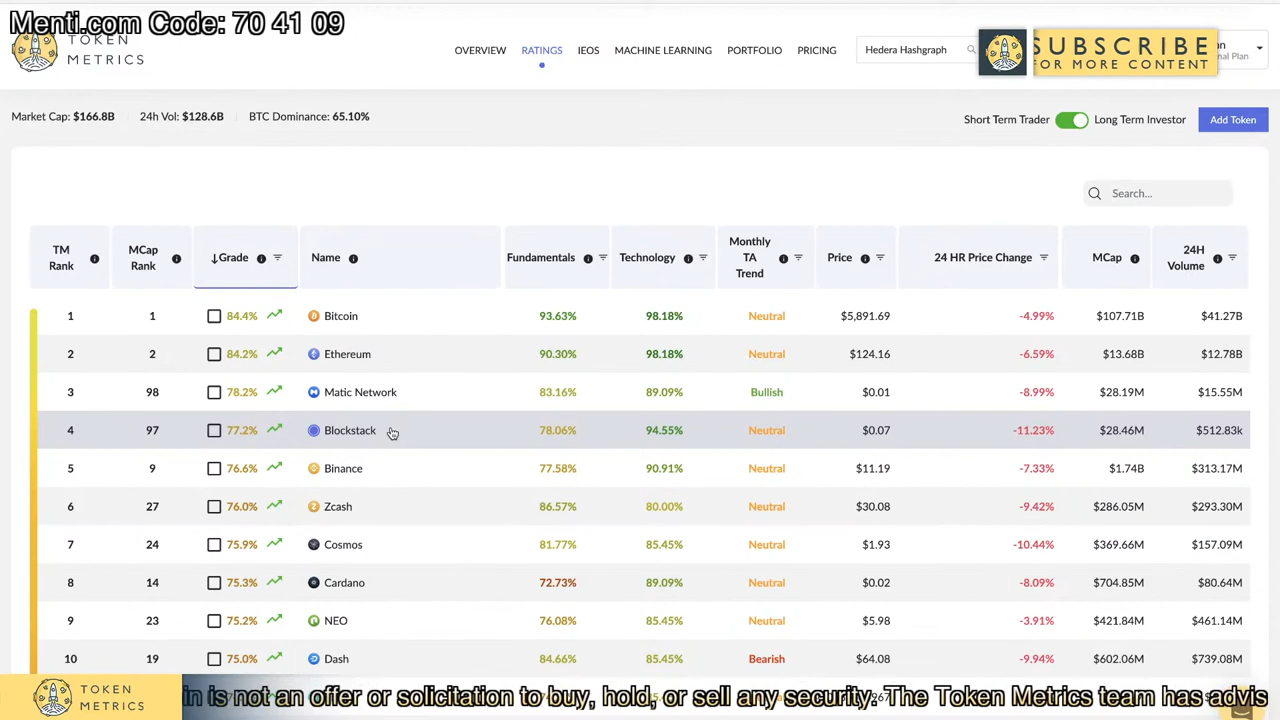 Menti.com Code: 70 41 09
TOKEN
METRICS
OVERVIEW RATINGS IEOS MACHINE LEARNING PORTFOLIO PRICING
Hedera Hashgraph
SUBSCRIBE
FOR MORE CONTENT
Market Cap: $166.8B 24h Vol: $128.6B BTC Dominance: 65.10%
Short Term Trader Long Term Investor Add Token
Search...
TM Rank MCap Rank ↓Grade Name Fundamentals Technology Monthly TA Trend Price 24 HR Price Change MCap 24H Volume
1 1 84.4% Bitcoin 93.63% 98.18% Neutral $5,891.69 -4.99% $107.71B $41.27B
2 2 84.2% Ethereum 90.30% 98.18% Neutral $124.16 -6.59% $13.68B $12.78B
3 98 78.2% Matic Network 83.16% 89.09% Bullish $0.01 -8.99% $28.19M $15.55M
4 97 77.2% Blockstack 78.06% 94.55% Neutral $0.07 -11.23% $28.46M $512.83k
5 9 76.6% Binance 77.58% 90.91% Neutral $11.19 -7.33% $1.74B $313.17M
6 27 76.0% Zcash 86.57% 80.00% Neutral $30.08 -9.42% $286.05M $293.30M
7 24 75.9% Cosmos 81.77% 85.45% Neutral $1.93 -10.44% $369.66M $157.09M
8 14 75.3% Cardano 72.73% 89.09% Neutral $0.02 -8.09% $704.85M $80.64M
9 23 75.2% NEO 76.08% 85.45% Neutral $5.98 -3.91% $421.84M $461.14M
10 19 75.0% Dash 84.66% 85.45% Bearish $64.08 -9.94% $602.06M $739.08M
TOKEN
METRICS
in is not an offer or solicitation to buy, hold, or sell any security. The Token Metrics team has advis